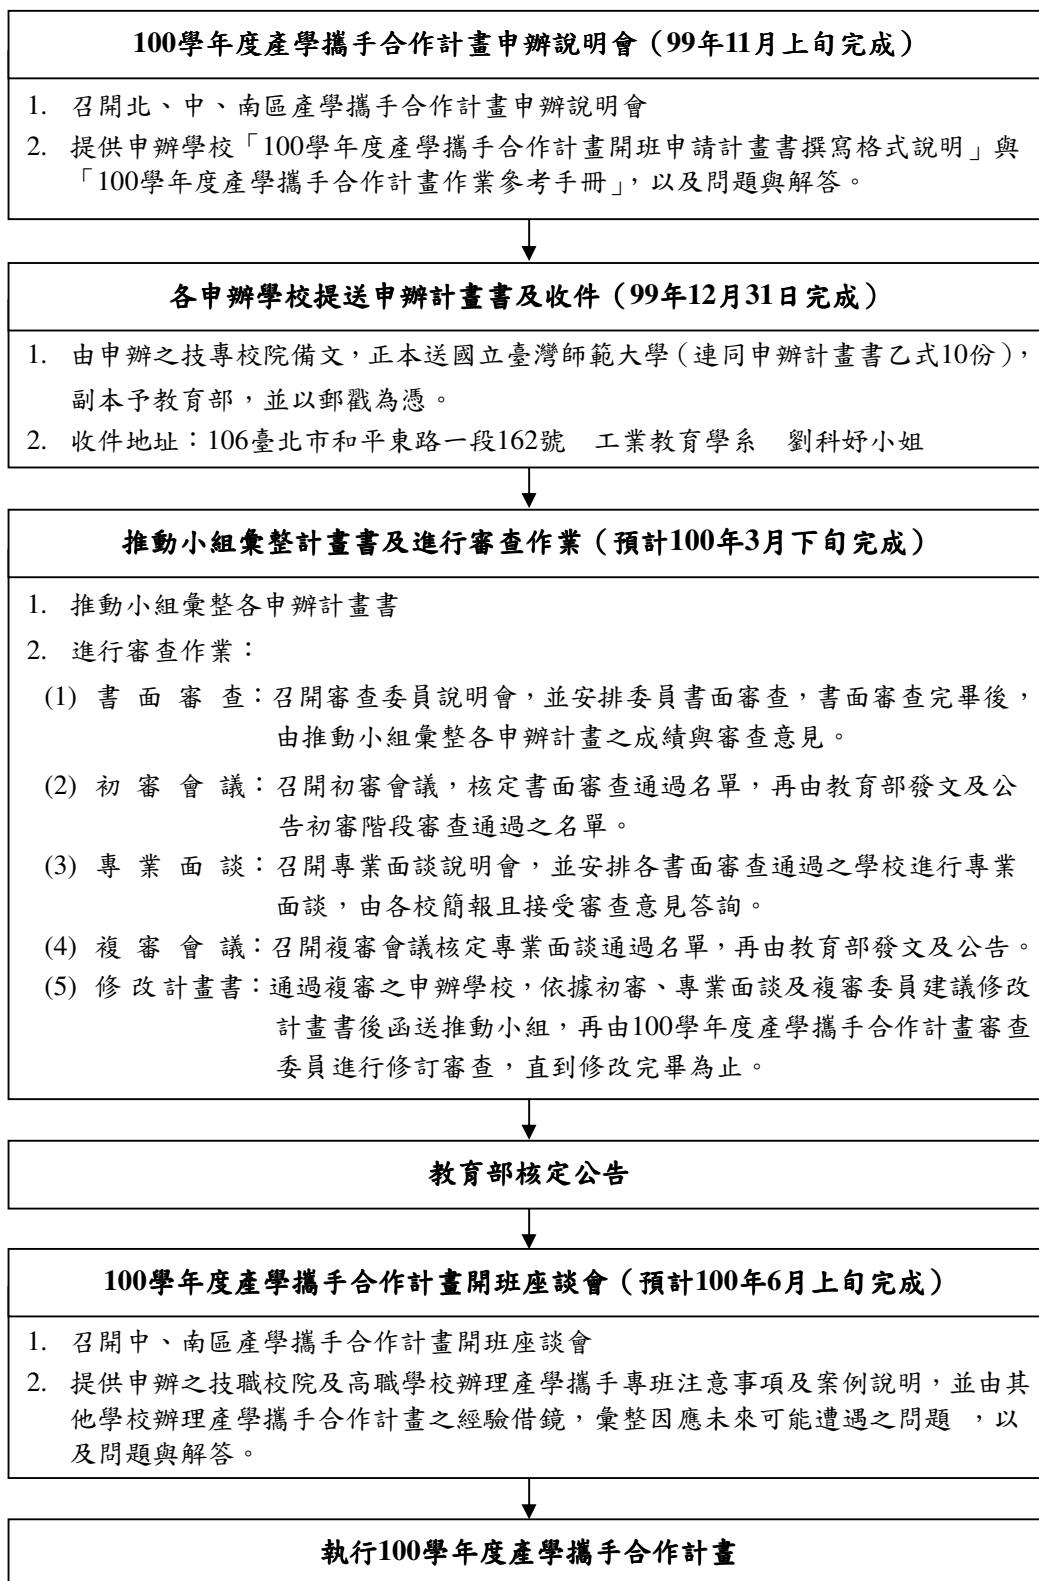 100學年度產學攜手合作計畫申辦說明會（99年11月上旬完成）
1. 召開北、中、南區產學攜手合作計畫申辦說明會
2. 提供申辦學校「100學年度產學攜手合作計畫開班申請計畫書撰寫格式說明」與
「100學年度產學攜手合作計畫作業參考手冊」，以及問題與解答。
各申辦學校提送申辦計畫書及收件（99年12月31日完成）
1. 由申辦之技專校院備文，正本送國立臺灣師範大學（連同申辦計畫書乙式10份），
副本予教育部，並以郵戳為憑。
2. 收件地址：106臺北市和平東路一段162號　工業教育學系　劉科妤小姐
推動小組彙整計畫書及進行審查作業（預計100年3月下旬完成）
1. 推動小組彙整各申辦計畫書
2. 進行審查作業：
(1) 書 面 審 查：召開審查委員說明會，並安排委員書面審查，書面審查完畢後，
由推動小組彙整各申辦計畫之成績與審查意見。
(2) 初 審 會 議：召開初審會議，核定書面審查通過名單，再由教育部發文及公
告初審階段審查通過之名單。
(3) 專 業 面 談：召開專業面談說明會，並安排各書面審查通過之學校進行專業
面談，由各校簡報且接受審查意見答詢。
(4) 複 審 會 議：召開複審會議核定專業面談通過名單，再由教育部發文及公告。
(5) 修 改 計 畫 書：通過複審之申辦學校，依據初審、專業面談及複審委員建議修改
計畫書後函送推動小組，再由100學年度產學攜手合作計畫審查
委員進行修訂審查，直到修改完畢為止。
教育部核定公告
100學年度產學攜手合作計畫開班座談會（預計100年6月上旬完成）
1. 召開中、南區產學攜手合作計畫開班座談會
2. 提供申辦之技職校院及高職學校辦理產學攜手專班注意事項及案例說明，並由其
他學校辦理產學攜手合作計畫之經驗借鏡，彙整因應未來可能遭遇之問題 ，以
及問題與解答。
執行100學年度產學攜手合作計畫